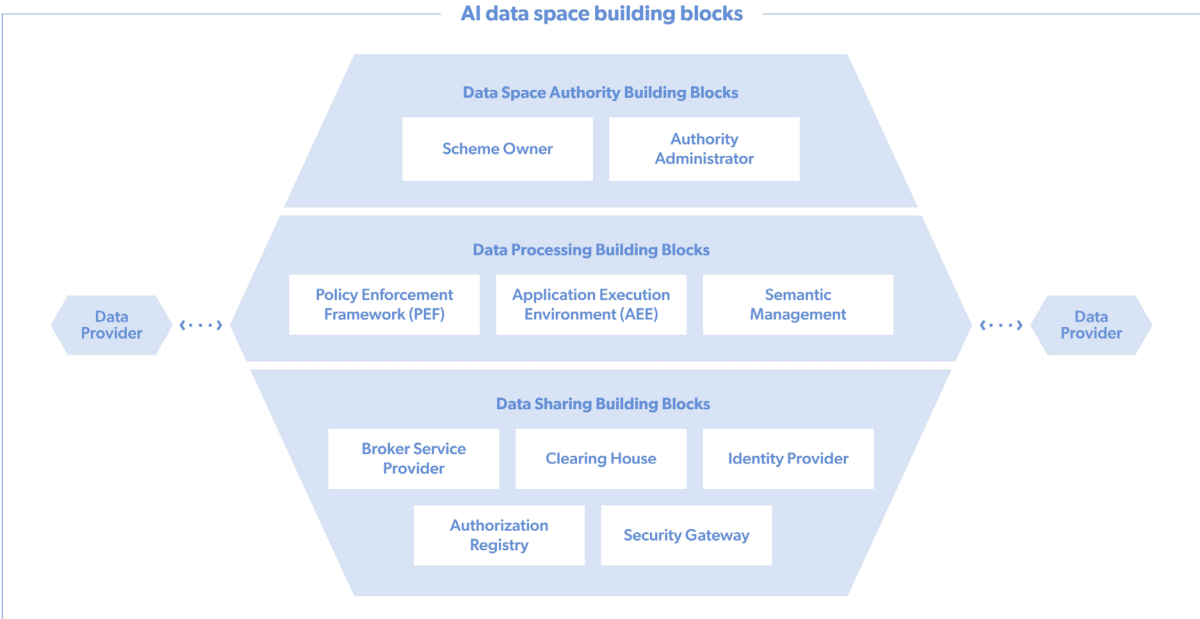 AI data space building blocks
Data Space Authority Building Blocks
Scheme Owner
Authority
Administrator
Data Processing Building Blocks
Policy Enforcement
Framework (PEF)
Application Execution
Environment (AEE)
Semantic
Management
Data
Provider
Data
Provider
Data Sharing Building Blocks
Broker Service
Provider
Clearing House
Identity Provider
Authorization
Registry
Security Gateway